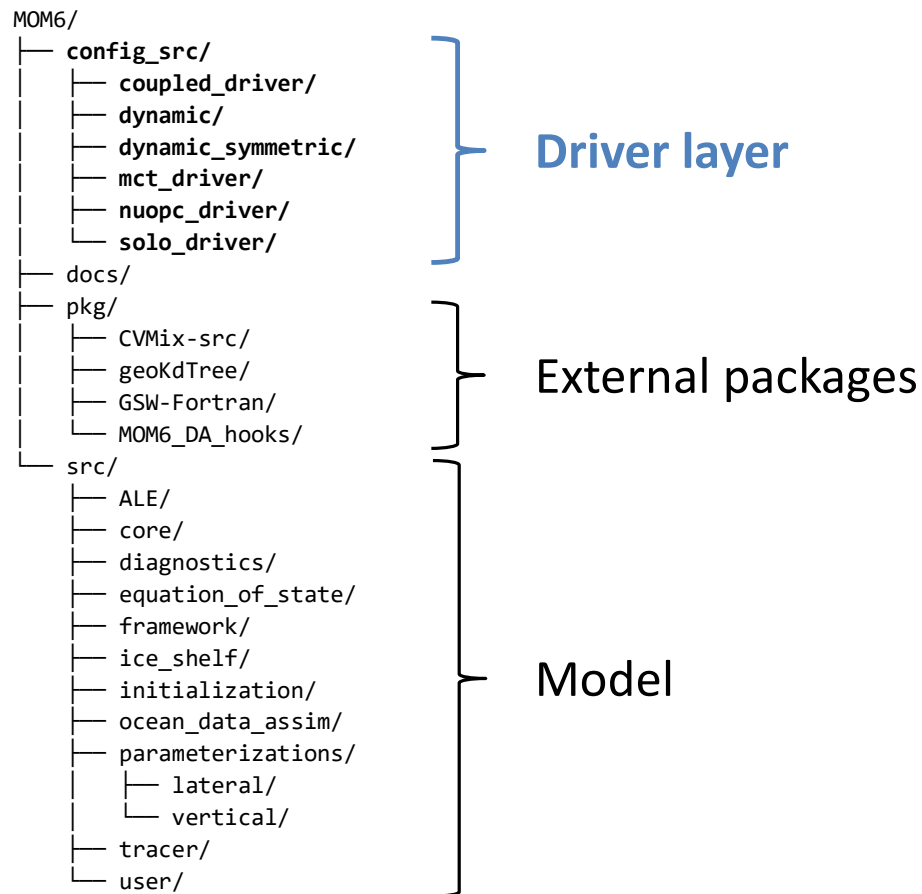 MOM6/
├── config_src/
│   ├── coupled_driver/
│   ├── dynamic/
│   ├── dynamic_symmetric/
│   ├── mct_driver/
│   ├── nuopc_driver/
│   └── solo_driver/
Driver layer
├── docs/
├── pkg/
│   ├── CVMix-src/
│   ├── geoKdTree/
│   ├── GSW-Fortran/
│   └── MOM6_DA_hooks/
External packages
└── src/
    ├── ALE/
    ├── core/
    ├── diagnostics/
    ├── equation_of_state/
    ├── framework/
    ├── ice_shelf/
    ├── initialization/
    ├── ocean_data_assim/
    ├── parameterizations/
    │   ├── lateral/
    │   └── vertical/
    ├── tracer/
    └── user/
Model